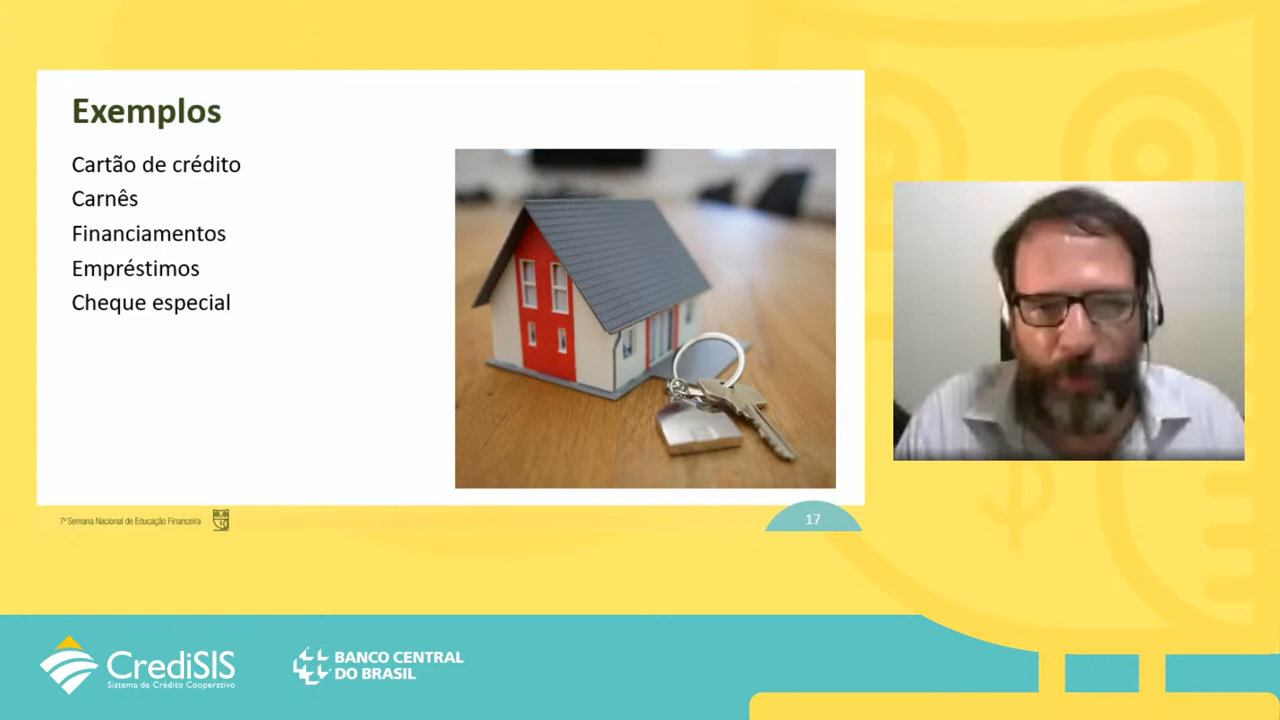 Exemplos
Cartão de crédito
Carnês
Financiamentos
Empréstimos
Cheque especial
7ª Semana Nacional de Educação Financeira
17
CrediSIS
Sistema de Crédito Cooperativo
BANCO CENTRAL
DO BRASIL